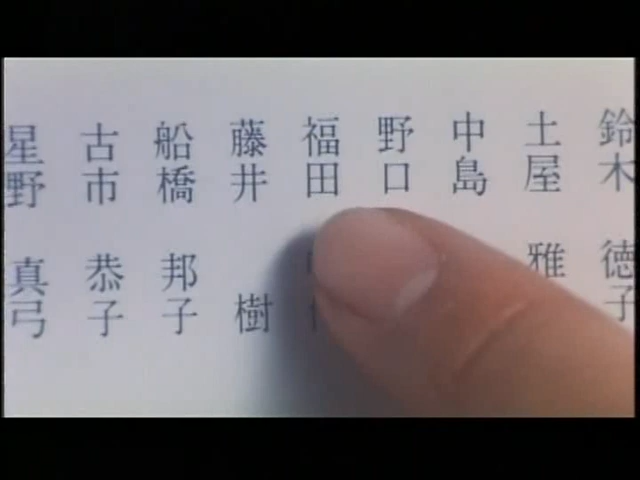 鈴木 徳子
土屋 雅
中島
野口
福田
藤井 樹
船橋 邦子
古市 恭子
星野 真弓